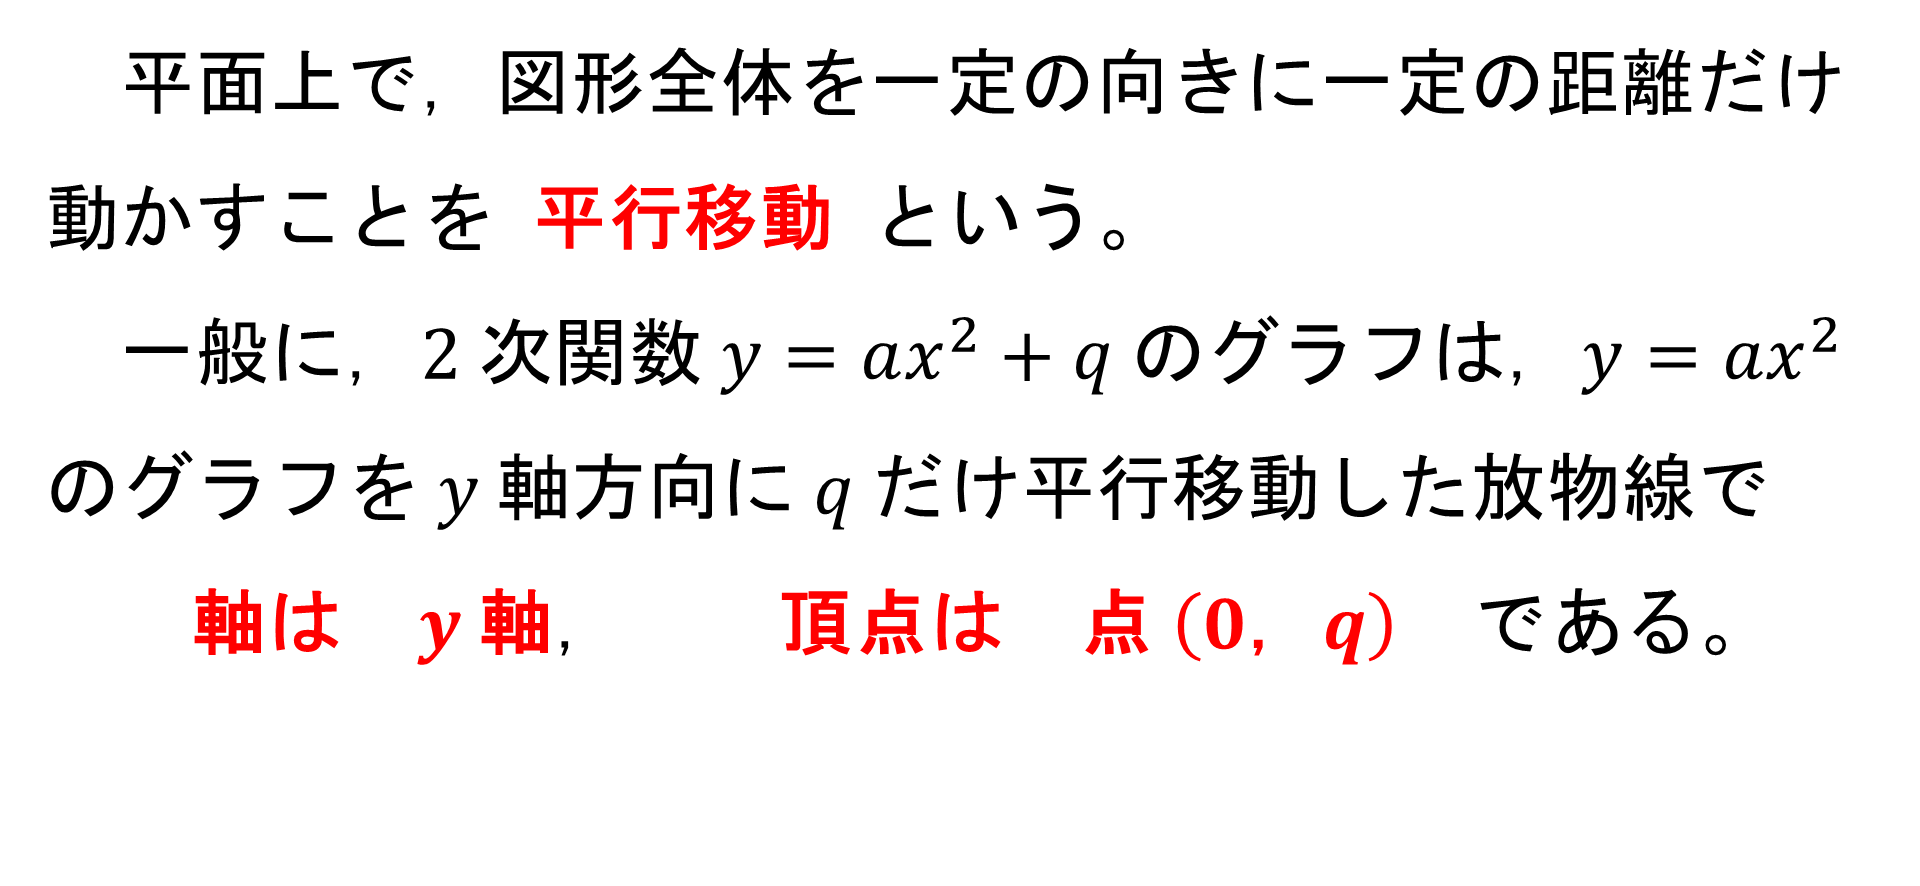 平面上で，図形全体を一定の向きに一定の距離だけ
動かすことを 平行移動 という。
一般に，2 次関数 y = ax² + q のグラフは，y = ax²
のグラフを y 軸方向に q だけ平行移動した放物線で
軸は　y 軸，　　頂点は　点 (0，q)　である。